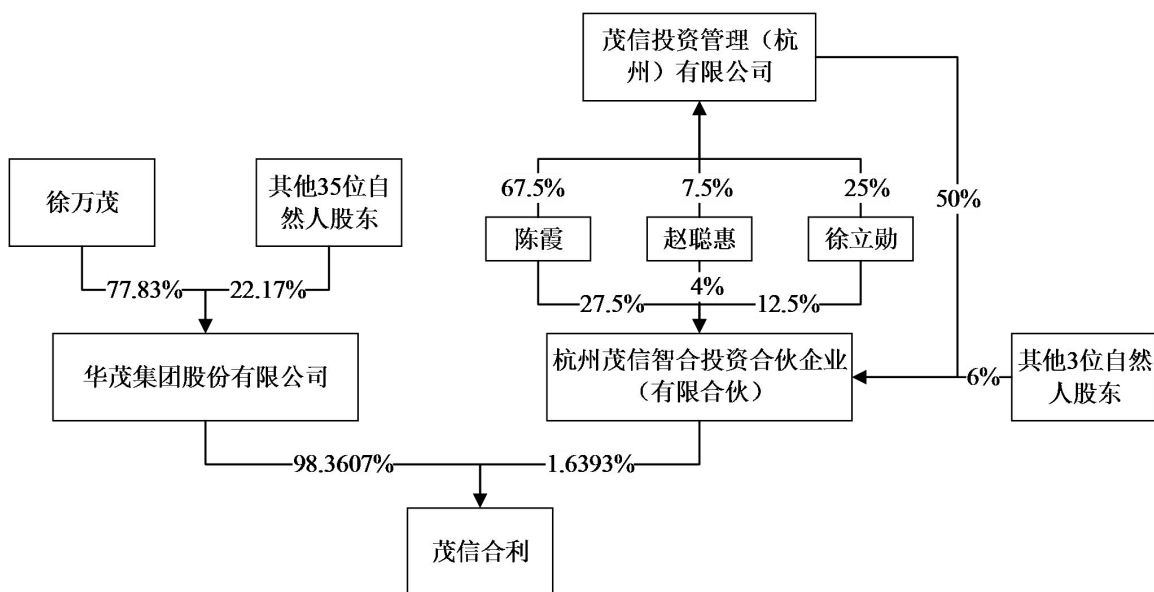 茂信投资管理（杭
州）有限公司
徐万茂
其他35位自
然人股东
67.5%
7.5%
25%
50%
陈霞
赵聪惠
徐立勋
77.83%
22.17%
27.5%
4%
12.5%
华茂集团股份有限公司
杭州茂信智合投资合伙企业
（有限合伙）
6%
其他3位自然
人股东
98.3607%
1.6393%
茂信合利